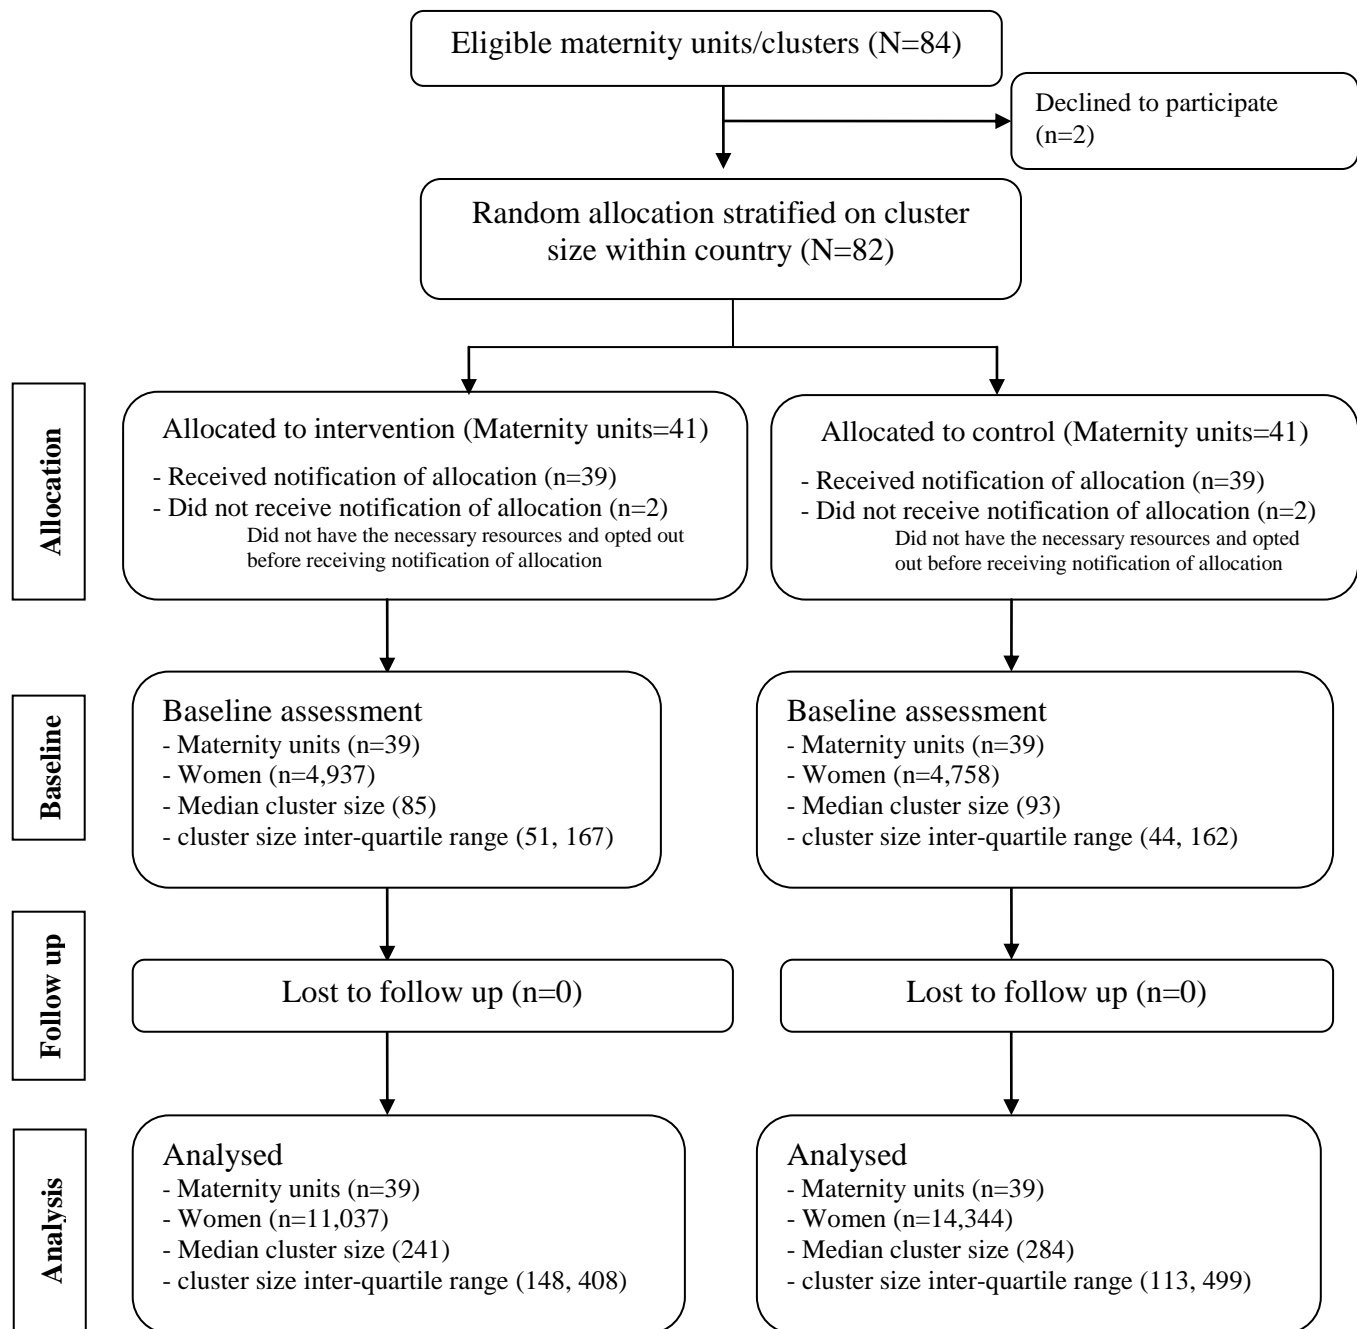 Eligible maternity units/clusters (N=84)
Declined to participate
(n=2)
Random allocation stratified on cluster
size within country (N=82)
Allocation
Allocated to intervention (Maternity units=41)
- Received notification of allocation (n=39)
- Did not receive notification of allocation (n=2)
Did not have the necessary resources and opted out
before receiving notification of allocation
Allocated to control (Maternity units=41)
- Received notification of allocation (n=39)
- Did not receive notification of allocation (n=2)
Did not have the necessary resources and opted
out before receiving notification of allocation
Baseline
Baseline assessment
- Maternity units (n=39)
- Women (n=4,937)
- Median cluster size (85)
- cluster size inter-quartile range (51, 167)
Baseline assessment
- Maternity units (n=39)
- Women (n=4,758)
- Median cluster size (93)
- cluster size inter-quartile range (44, 162)
Follow up
Lost to follow up (n=0)
Lost to follow up (n=0)
Analysis
Analysed
- Maternity units (n=39)
- Women (n=11,037)
- Median cluster size (241)
- cluster size inter-quartile range (148, 408)
Analysed
- Maternity units (n=39)
- Women (n=14,344)
- Median cluster size (284)
- cluster size inter-quartile range (113, 499)